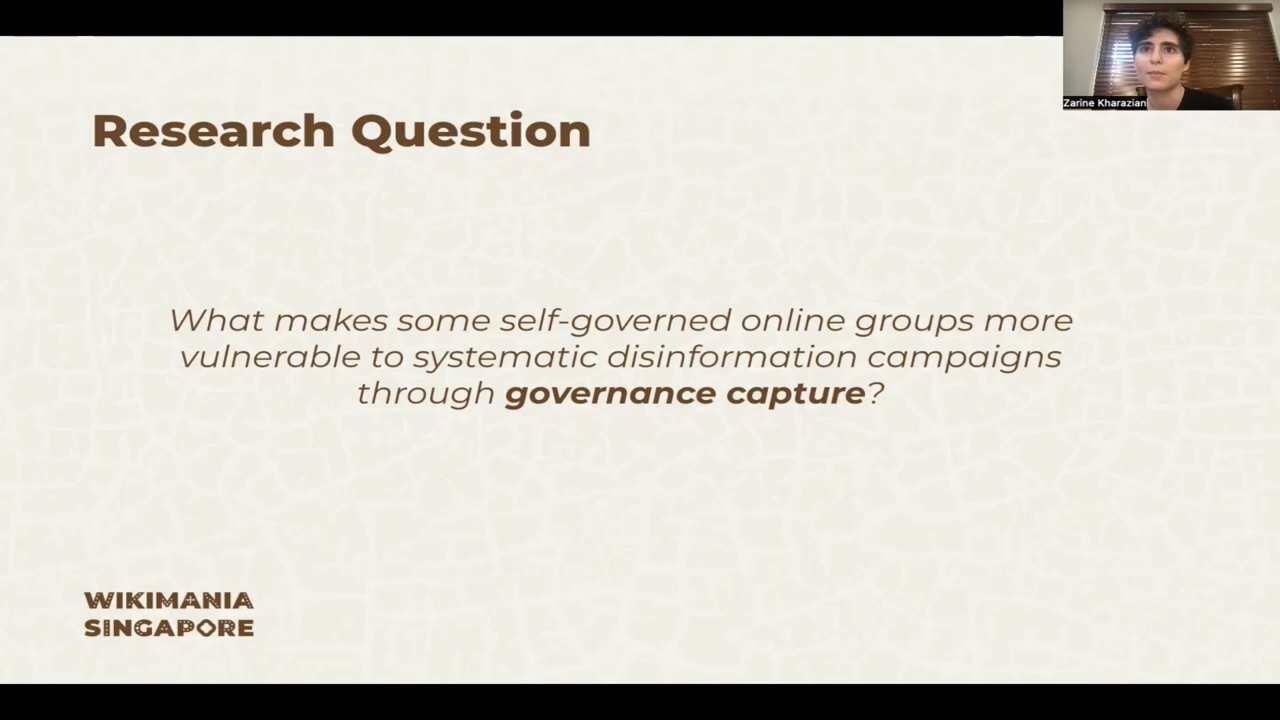 Zarine Kharazian
Research Question
What makes some self-governed online groups more
vulnerable to systematic disinformation campaigns
through governance capture?
WIKIMANIA
SINGAPORE